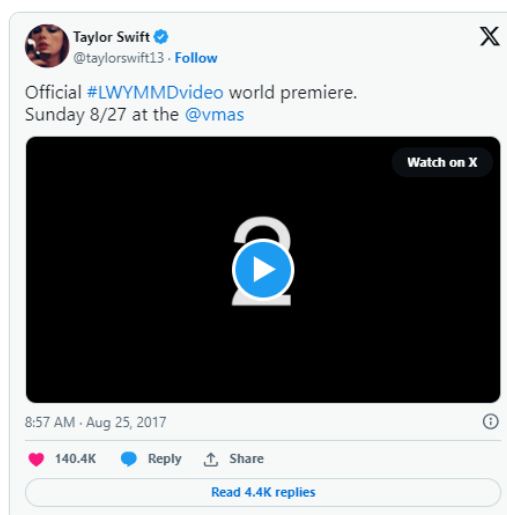 Taylor Swift
@taylorswift13 · Follow
Official #LWYMMDvideo world premiere.
Sunday 8/27 at the @vmas
Watch on X
2
8:57 AM · Aug 25, 2017
140.4K Reply Share
Read 4.4K replies